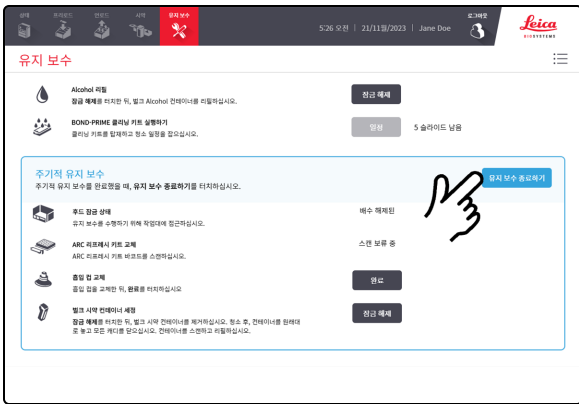 상태
프리로드
언로드
시약
유지 보수
5:26 오전 | 21/11월/2023 | Jane Doe
로그아웃
Leica
BIOSYSTEMS
유지 보수
Alcohol 리필
잠금 해제를 터치한 뒤, 벌크 Alcohol 컨테이너를 리필하십시오.
잠금 해제
BOND-PRIME 클리닝 키트 실행하기
클리닝 키트를 탑재하고 청소 일정을 잡으십시오.
일정
5 슬라이드 남음
주기적 유지 보수
주기적 유지 보수를 완료했을 때, 유지 보수 종료하기를 터치하십시오.
유지 보수 종료하기
후드 잠금 상태
유지 보수를 수행하기 위해 작업대에 접근하십시오.
배수 해제된
ARC 리프레시 키트 교체
ARC 리프레시 키트 바코드를 스캔하십시오.
스캔 보류 중
흡입 컵 교체
흡입 컵을 교체한 뒤, 완료를 터치하십시오
완료
벌크 시약 컨테이너 세정
잠금 해제를 터치한 뒤, 벌크 시약 컨테이너를 제거하십시오. 청소 후, 컨테이너를 원래대
로 놓고 모든 캐디를 닫으십시오. 컨테이너를 스캔하고 리필하십시오.
잠금 해제